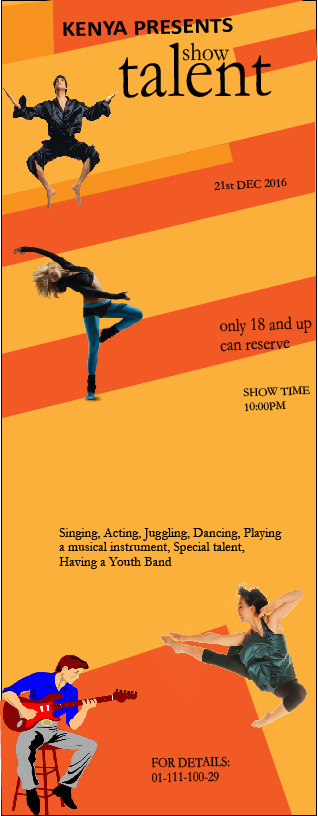 KENYA PRESENTS
show
talent
21st DEC 2016
only 18 and up
can reserve
SHOW TIME
10:00PM
Singing, Acting, Juggling, Dancing, Playing
a musical instrument, Special talent,
Having a Youth Band
FOR DETAILS:
01-111-100-29